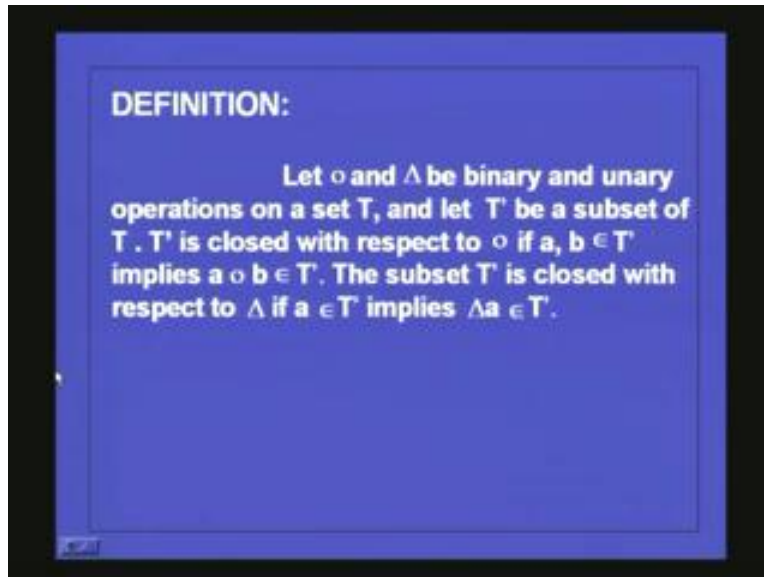 DEFINITION:
Let o and Δ be binary and unary
operations on a set T, and let T' be a subset of
T . T' is closed with respect to o if a, b ∈ T'
implies a o b ∈ T'. The subset T' is closed with
respect to Δ if a ∈ T' implies Δa ∈ T'.